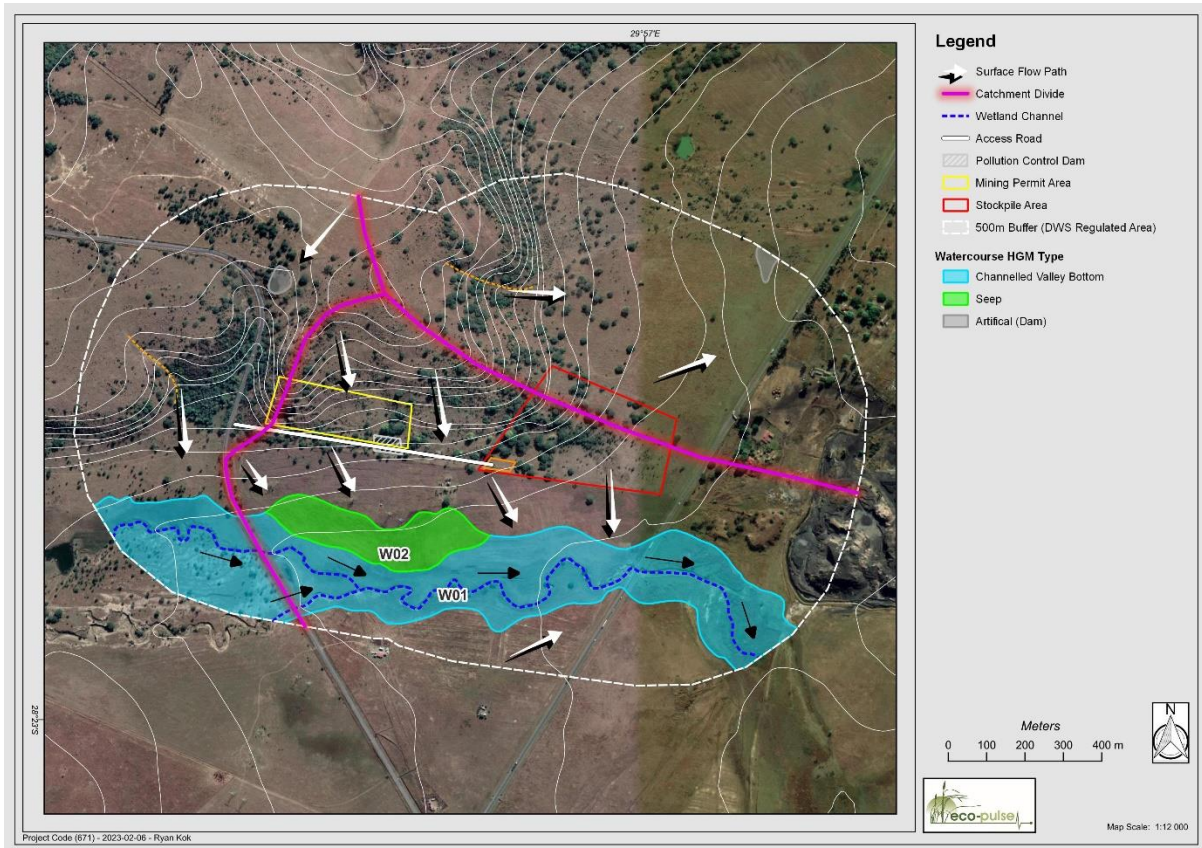 29°57'E
28°23'S
W02
W01
Legend
Surface Flow Path
Catchment Divide
Wetland Channel
Access Road
Pollution Control Dam
Mining Permit Area
Stockpile Area
500m Buffer (DWS Regulated Area)
Watercourse HGM Type
Channelled Valley Bottom
Seep
Artifical (Dam)
Meters
0 100 200 300 400 m
N
eco-pulse
Map Scale: 1:12 000
Project Code (671) - 2023-02-06 - Ryan Kok